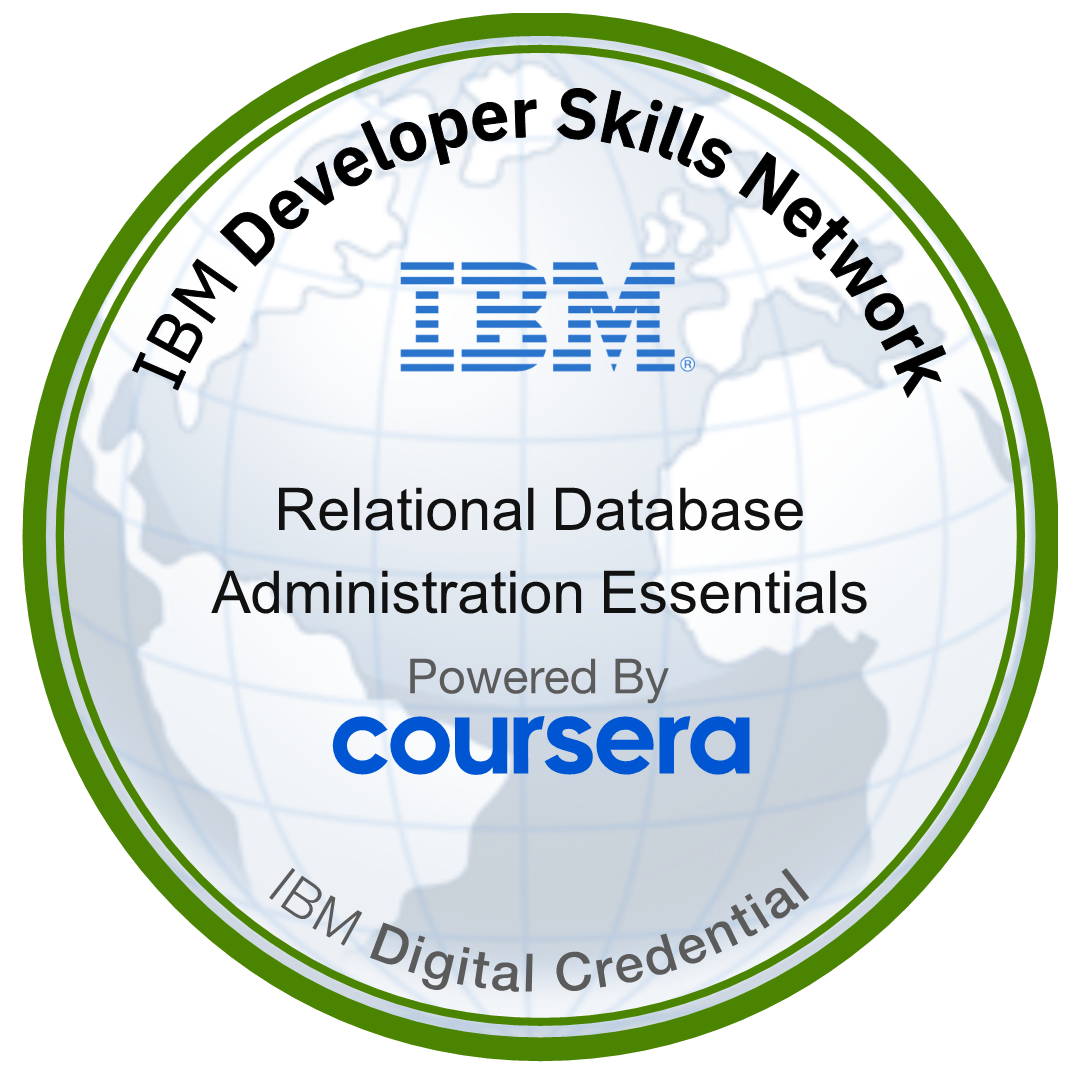 IBM Developer Skills Network
IBM®
Relational Database
Administration Essentials
Powered By
coursera
IBM Digital Credential